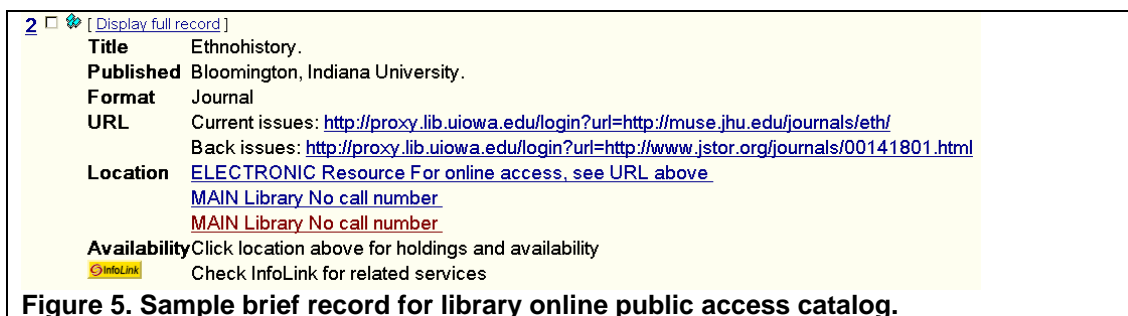 2 [ Display full record ]
Title Ethnohistory.
Published Bloomington, Indiana University.
Format Journal
URL Current issues: http://proxy.lib.uiowa.edu/login?url=http://muse.jhu.edu/journals/eth/
Back issues: http://proxy.lib.uiowa.edu/login?url=http://www.jstor.org/journals/00141801.html
Location ELECTRONIC Resource For online access, see URL above
MAIN Library No call number
MAIN Library No call number
Availability Click location above for holdings and availability
InfoLink Check InfoLink for related services
Figure 5. Sample brief record for library online public access catalog.